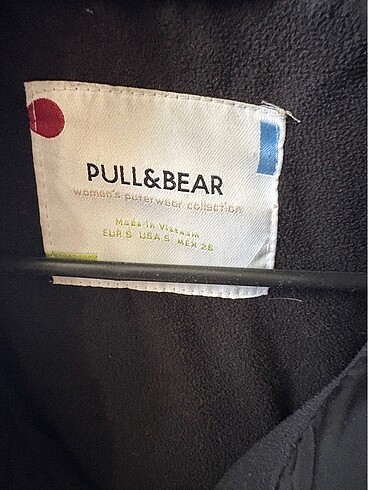 PULL&BEAR
women's outerwear collection
Made in Vietnam
EUR S USA S MEX 26